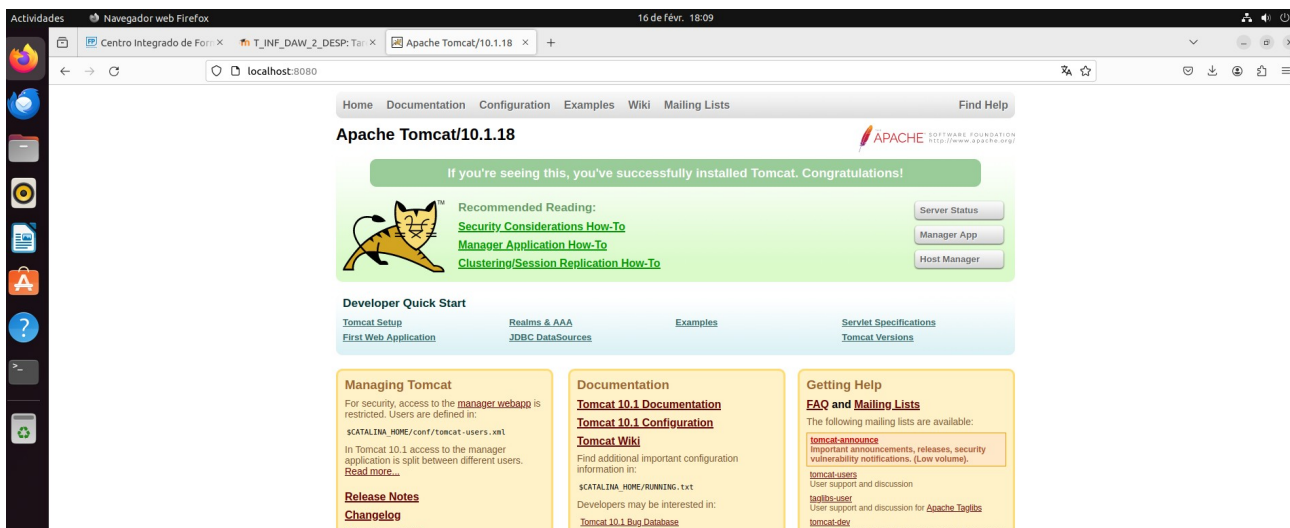 Actividades
Navegador web Firefox
16 de févr. 18:09
Centro Integrado de Forr
T_INF_DAW_2_DESP: Tar
Apache Tomcat/10.1.18
localhost:8080
Home Documentation Configuration Examples Wiki Mailing Lists Find Help
Apache Tomcat/10.1.18
APACHE SOFTWARE FOUNDATION
http://www.apache.org/
If you're seeing this, you've successfully installed Tomcat. Congratulations!
TM
Recommended Reading:
Security Considerations How-To
Manager Application How-To
Clustering/Session Replication How-To
Server Status
Manager App
Host Manager
Developer Quick Start
Tomcat Setup
First Web Application
Realms & AAA
JDBC DataSources
Examples
Servlet Specifications
Tomcat Versions
Managing Tomcat
For security, access to the manager webapp is
restricted. Users are defined in:
$CATALINA_HOME/conf/tomcat-users.xml
In Tomcat 10.1 access to the manager
application is split between different users.
Read more...
Release Notes
Changelog
Documentation
Tomcat 10.1 Documentation
Tomcat 10.1 Configuration
Tomcat Wiki
Find additional important configuration
information in:
$CATALINA_HOME/RUNNING.txt
Developers may be interested in:
Tomcat 10.1 Bug Database
Getting Help
FAQ and Mailing Lists
The following mailing lists are available:
tomcat-announce
Important announcements, releases, security
vulnerability notifications. (Low volume).
tomcat-users
User support and discussion
taglibs-user
User support and discussion for Apache Taglibs
tomcat-dev